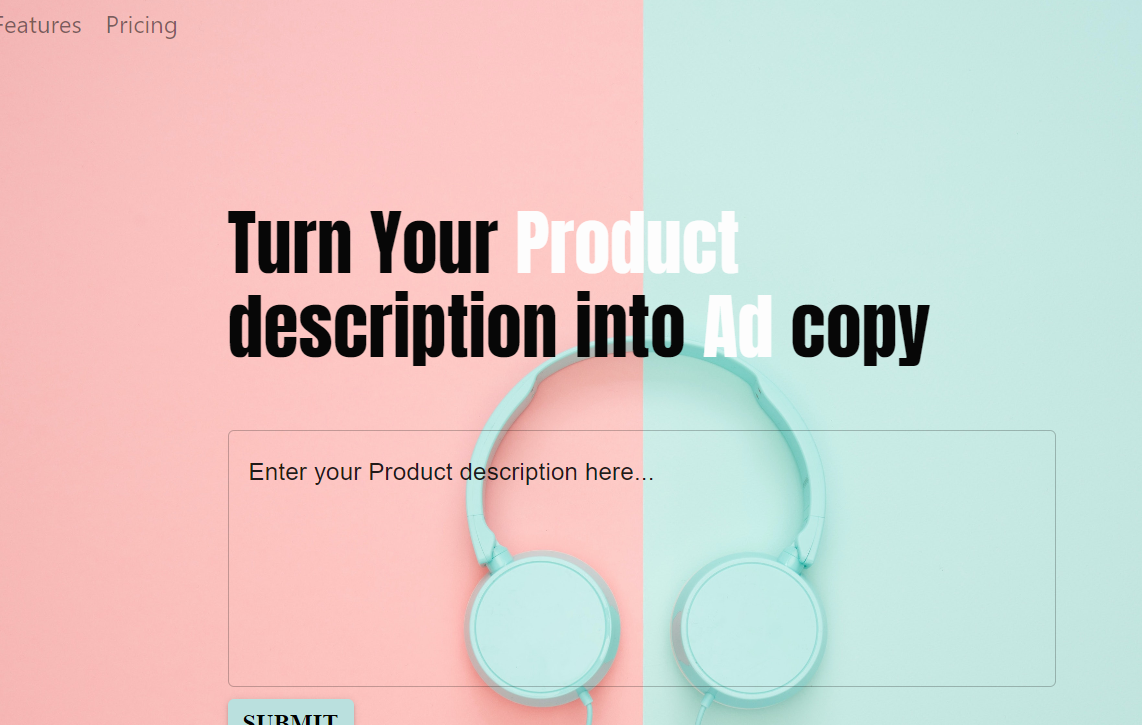 Features Pricing
Turn Your Product
description into Ad copy
Enter your Product description here...
SUBMIT